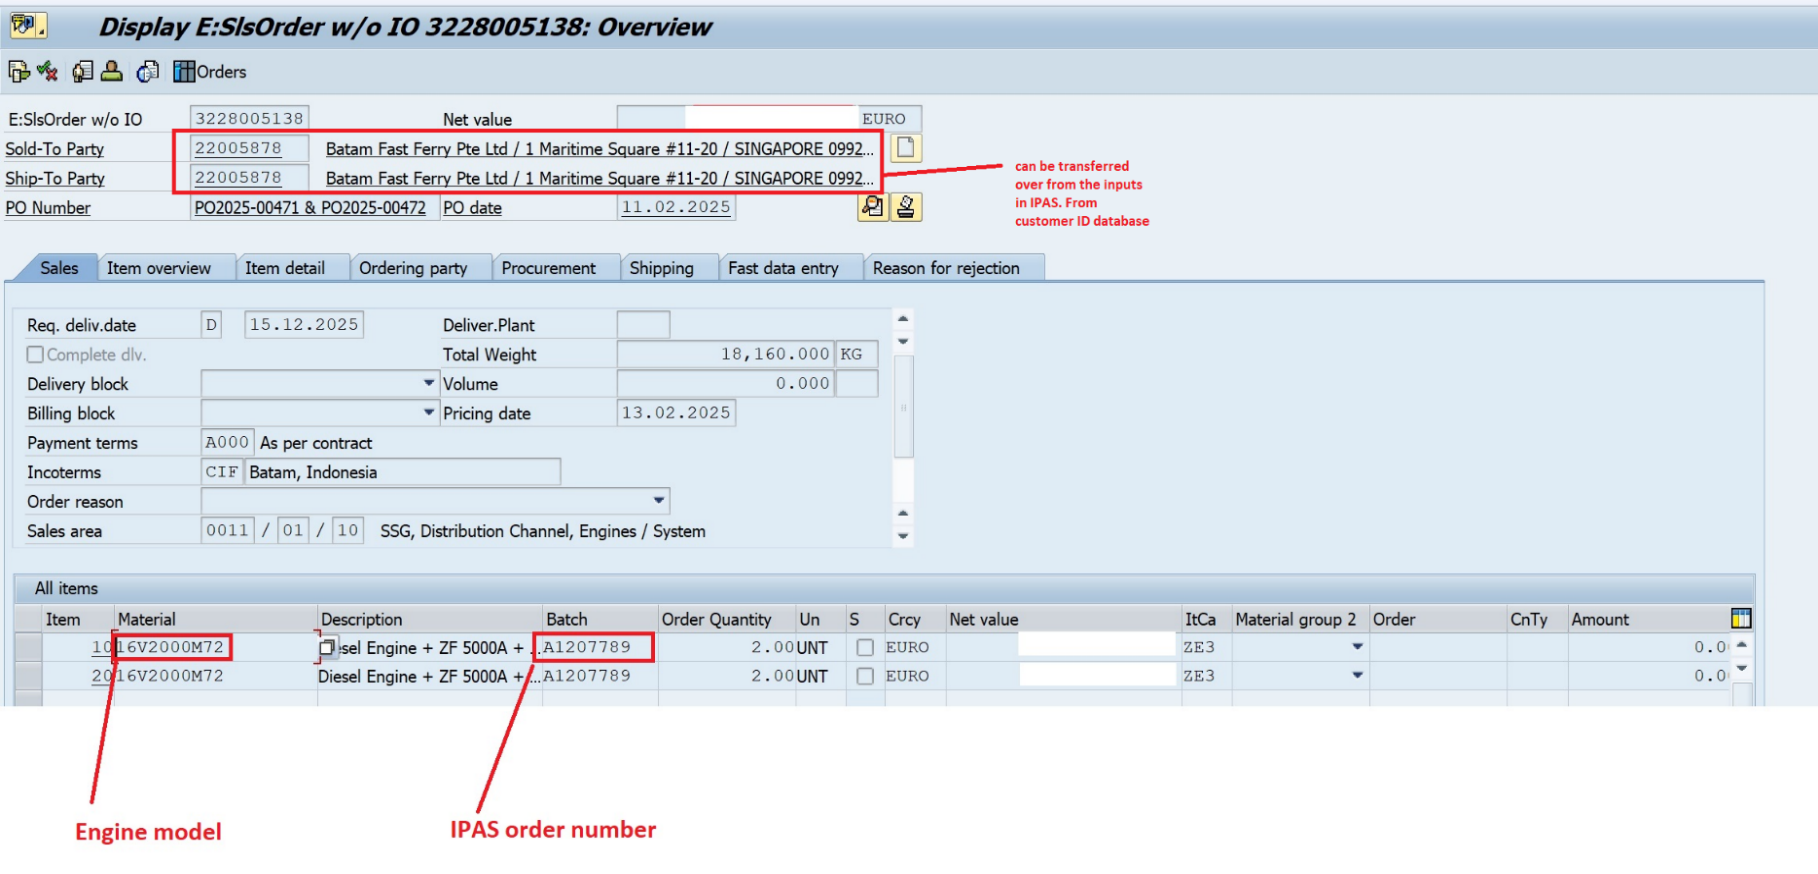 Display E:SlsOrder w/o IO 3228005138: Overview
Orders
E:SlsOrder w/o IO 3228005138 Net value EURO
Sold-To Party 22005878 Batam Fast Ferry Pte Ltd / 1 Maritime Square #11-20 / SINGAPORE 0992...
Ship-To Party 22005878 Batam Fast Ferry Pte Ltd / 1 Maritime Square #11-20 / SINGAPORE 0992...
PO Number PO2025-00471 & PO2025-00472 PO date 11.02.2025
can be transferred
over from the inputs
in IPAS. From
customer ID database
Sales Item overview Item detail Ordering party Procurement Shipping Fast data entry Reason for rejection
Req. deliv.date D 15.12.2025 Deliver.Plant
Complete dlv. Total Weight 18,160.000 KG
Delivery block Volume 0.000
Billing block Pricing date 13.02.2025
Payment terms A000 As per contract
Incoterms CIF Batam, Indonesia
Order reason
Sales area 0011 / 01 / 10 SSG, Distribution Channel, Engines / System
All items
Item Material Description Batch Order Quantity Un S Crcy Net value ItCa Material group 2 Order CnTy Amount
10 16V2000M72 esel Engine + ZF 5000A + ... A1207789 2.00 UNT EURO ZE3 0.0
20 16V2000M72 Diesel Engine + ZF 5000A + ... A1207789 2.00 UNT EURO ZE3 0.0
Engine model
IPAS order number